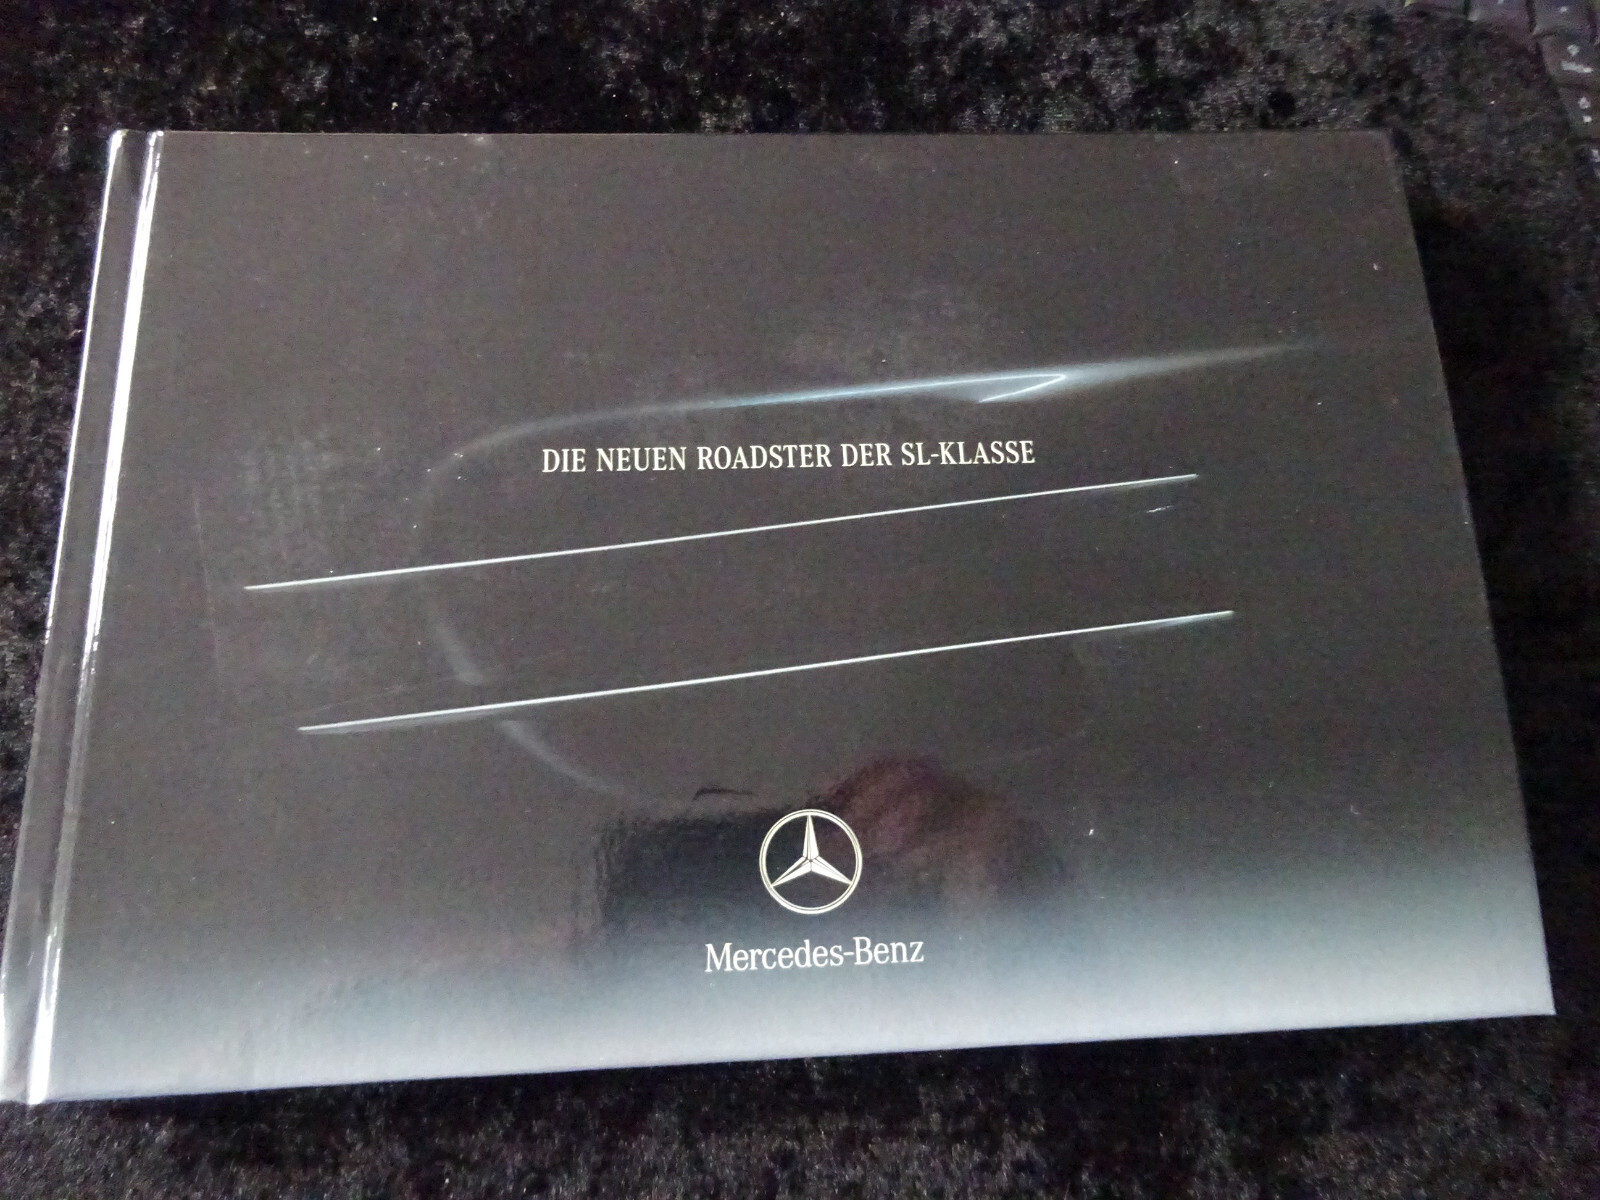 DIE NEUEN ROADSTER DER SL-KLASSE
Mercedes-Benz